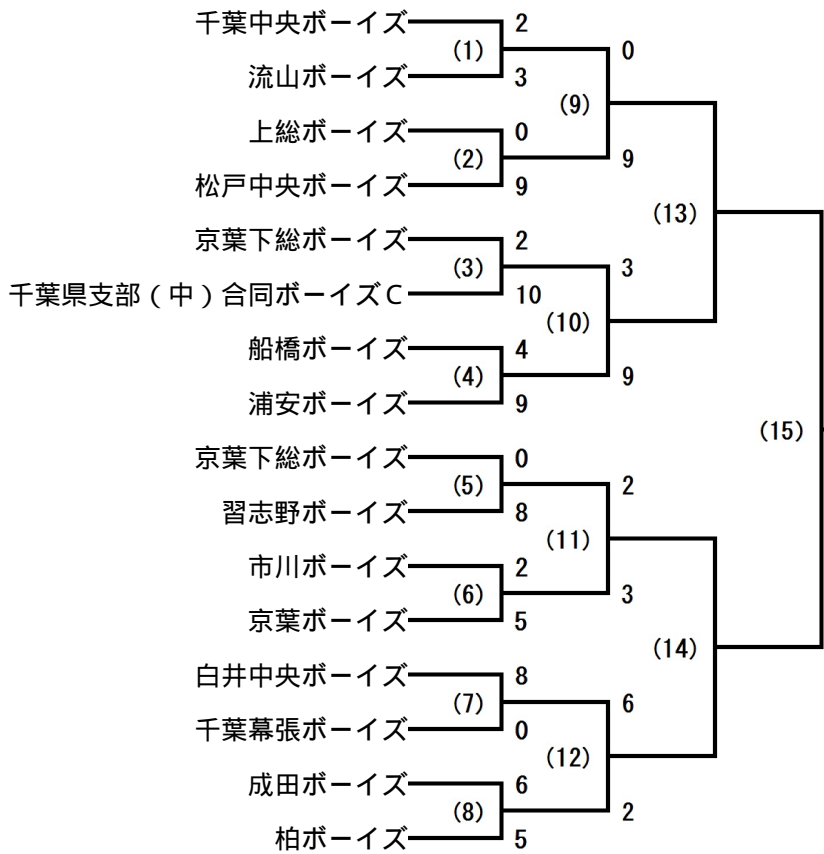 千葉中央ボーイズ 2
(1) 0
流山ボーイズ 3
(9)
上総ボーイズ 0
(2) 9
松戸中央ボーイズ 9
(13)
京葉下総ボーイズ 2
(3) 3
千葉県支部（中）合同ボーイズC 10
(10)
船橋ボーイズ 4
(4) 9
浦安ボーイズ 9
(15)
京葉下総ボーイズ 0
(5) 2
習志野ボーイズ 8
(11)
市川ボーイズ 2
(6) 3
京葉ボーイズ 5
(14)
白井中央ボーイズ 8
(7) 6
千葉幕張ボーイズ 0
(12)
成田ボーイズ 6
(8) 2
柏ボーイズ 5